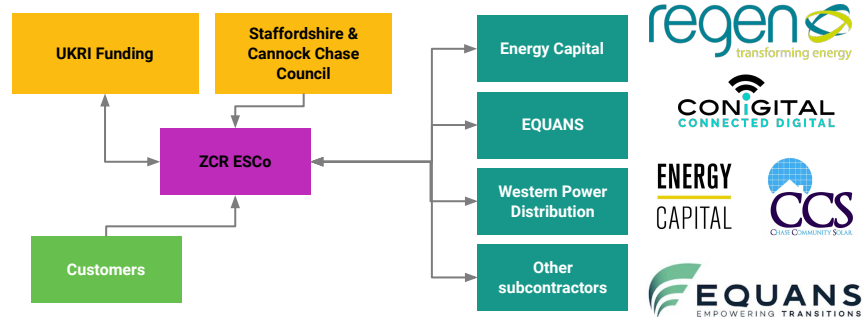 UKRI Funding
Staffordshire &
Cannock Chase
Council
ZCR ESCo
Customers
Energy Capital
EQUANS
Western Power
Distribution
Other
subcontractors
regen
transforming energy
CONiGITAL
CONNECTED DIGITAL
ENERGY
CAPITAL
CCS
CHASE COMMUNITY SOLAR
EQUANS
EMPOWERING TRANSITIONS